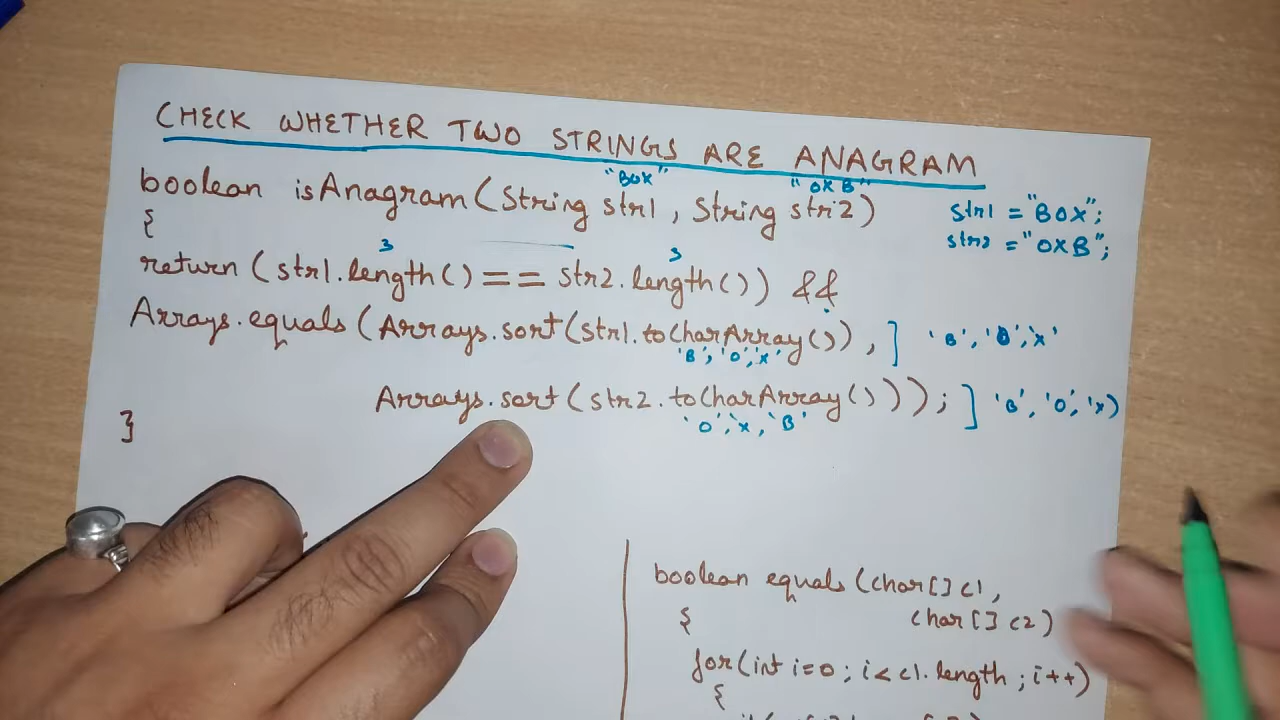 CHECK WHETHER TWO STRINGS ARE ANAGRAM
"BOX" "OXB"
boolean isAnagram(String str1, String str2)
str1 = "BOX";
{
str2 = "OXB";
3 3
return (str1.length() == str2.length()) &&
Arrays.equals(Arrays.sort(str1.toCharArray()), ] 'B','O','X'
'B','O','X'
Arrays.sort(str2.toCharArray())); ] 'B','O','X'
'O','X','B'
}
boolean equals(char[] c1,
{ char[] c2)
for(int i=0; i<c1.length; i++)
{